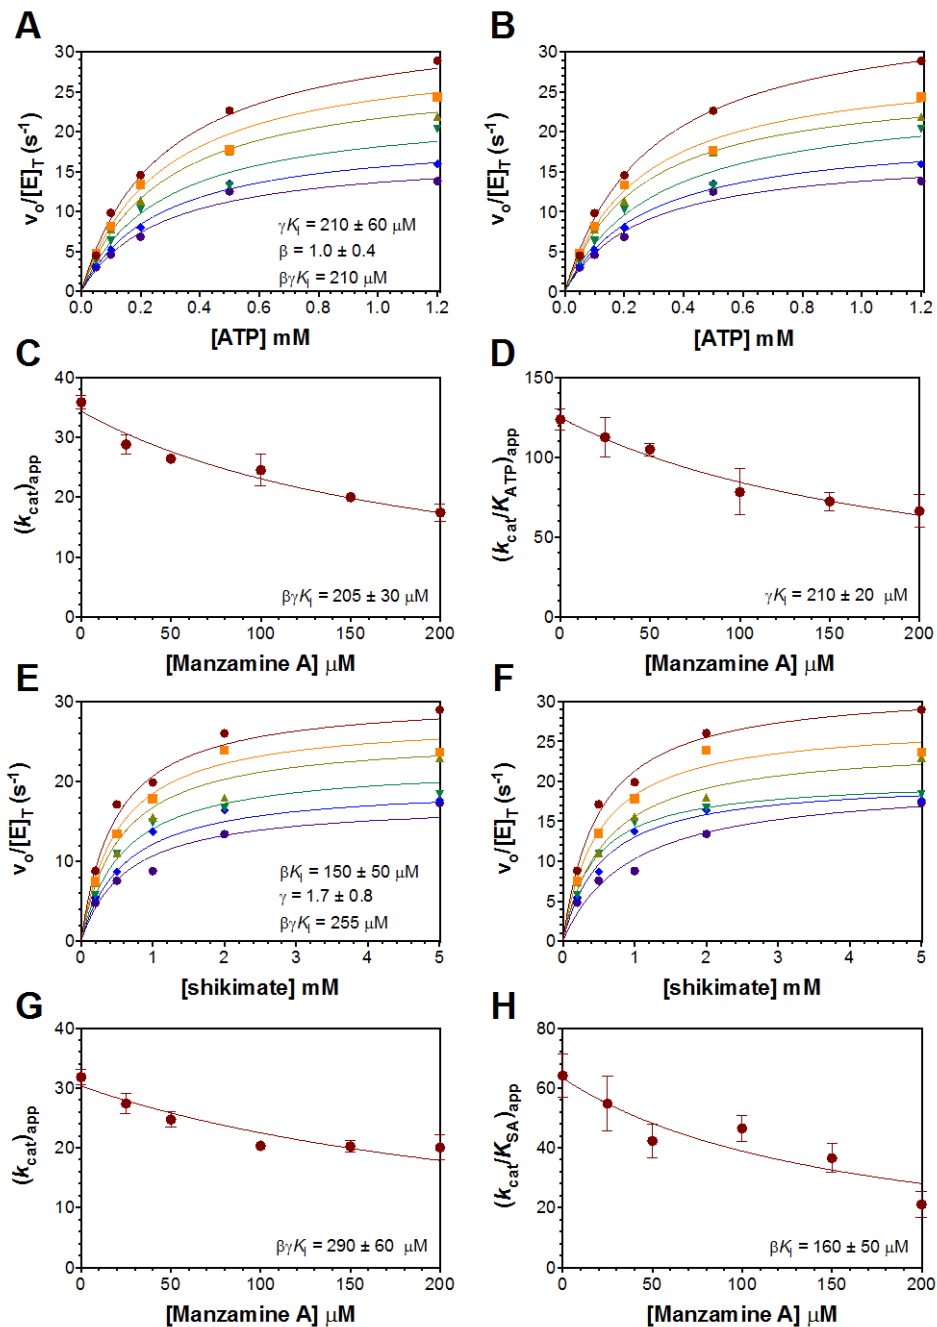 A
B
v₀/[E]T (s⁻¹)
30
25
20
15
10
5
0
γKi = 210 ± 60 μM
β = 1.0 ± 0.4
βγKi = 210 μM
0.0 0.2 0.4 0.6 0.8 1.0 1.2
[ATP] mM
v₀/[E]T (s⁻¹)
30
25
20
15
10
5
0
0.0 0.2 0.4 0.6 0.8 1.0 1.2
[ATP] mM
C
D
(kcat)app
40
30
20
10
0
βγKi = 205 ± 30 μM
0 50 100 150 200
[Manzamine A] μM
(kcat/KATP)app
150
100
50
0
γKi = 210 ± 20 μM
0 50 100 150 200
[Manzamine A] μM
E
F
v₀/[E]T (s⁻¹)
30
20
10
0
βKi = 150 ± 50 μM
γ = 1.7 ± 0.8
βγKi = 255 μM
0 1 2 3 4 5
[shikimate] mM
v₀/[E]T (s⁻¹)
30
25
20
15
10
5
0
0 1 2 3 4 5
[shikimate] mM
G
H
(kcat)app
40
30
20
10
0
βγKi = 290 ± 60 μM
0 50 100 150 200
[Manzamine A] μM
(kcat/KSA)app
80
60
40
20
0
βKi = 160 ± 50 μM
0 50 100 150 200
[Manzamine A] μM